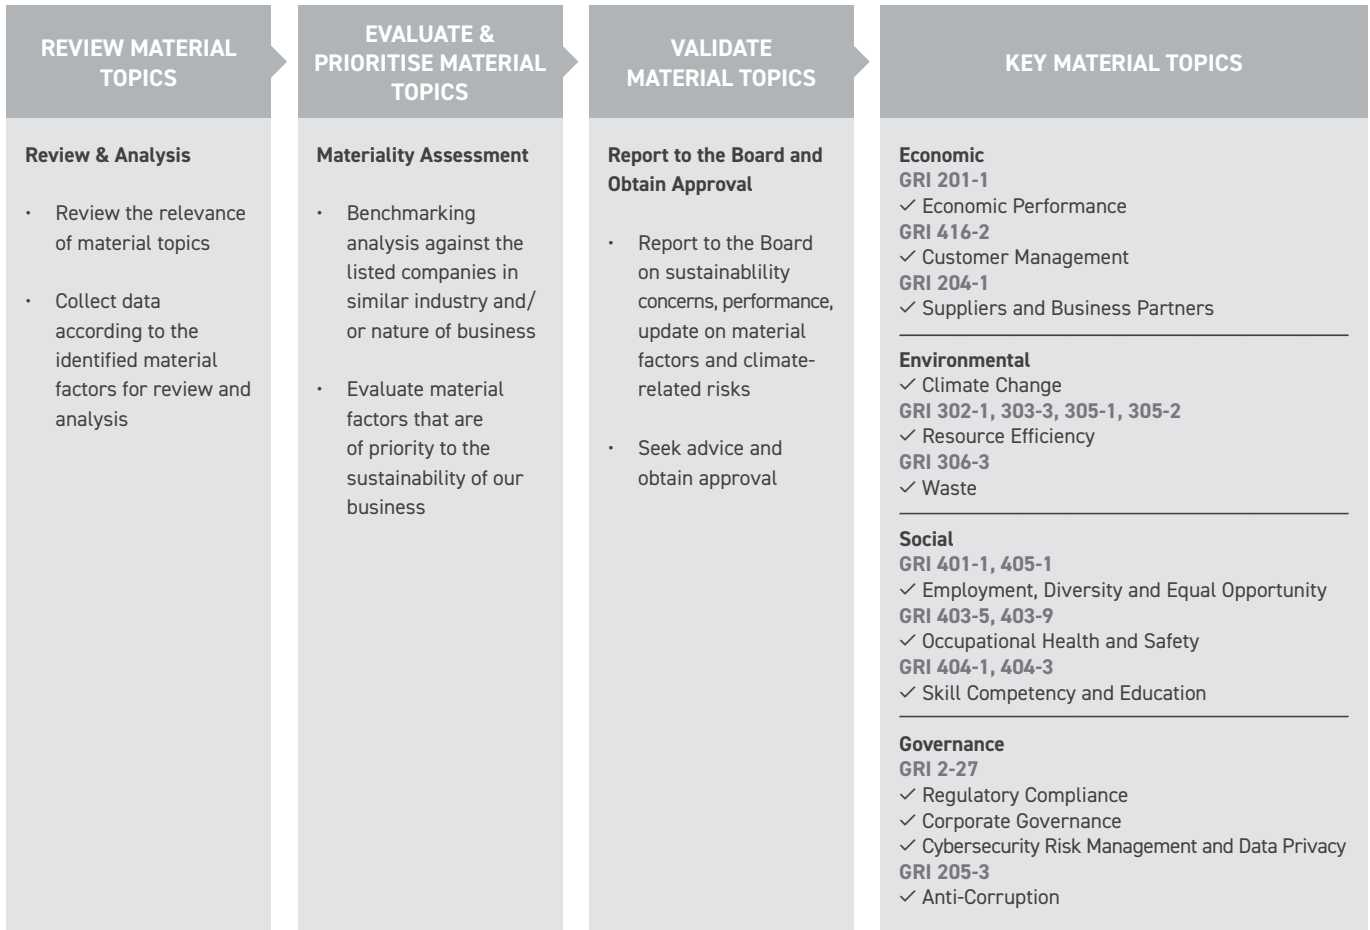 REVIEW MATERIAL
TOPICS
Review & Analysis
• Review the relevance
of material topics
• Collect data
according to the
identified material
factors for review and
analysis
EVALUATE &
PRIORITISE MATERIAL
TOPICS
Materiality Assessment
• Benchmarking
analysis against the
listed companies in
similar industry and/
or nature of business
• Evaluate material
factors that are
of priority to the
sustainability of our
business
VALIDATE
MATERIAL TOPICS
Report to the Board and
Obtain Approval
• Report to the Board
on sustainablility
concerns, performance,
update on material
factors and climate-
related risks
• Seek advice and
obtain approval
KEY MATERIAL TOPICS
Economic
GRI 201-1
✓ Economic Performance
GRI 416-2
✓ Customer Management
GRI 204-1
✓ Suppliers and Business Partners
Environmental
✓ Climate Change
GRI 302-1, 303-3, 305-1, 305-2
✓ Resource Efficiency
GRI 306-3
✓ Waste
Social
GRI 401-1, 405-1
✓ Employment, Diversity and Equal Opportunity
GRI 403-5, 403-9
✓ Occupational Health and Safety
GRI 404-1, 404-3
✓ Skill Competency and Education
Governance
GRI 2-27
✓ Regulatory Compliance
✓ Corporate Governance
✓ Cybersecurity Risk Management and Data Privacy
GRI 205-3
✓ Anti-Corruption